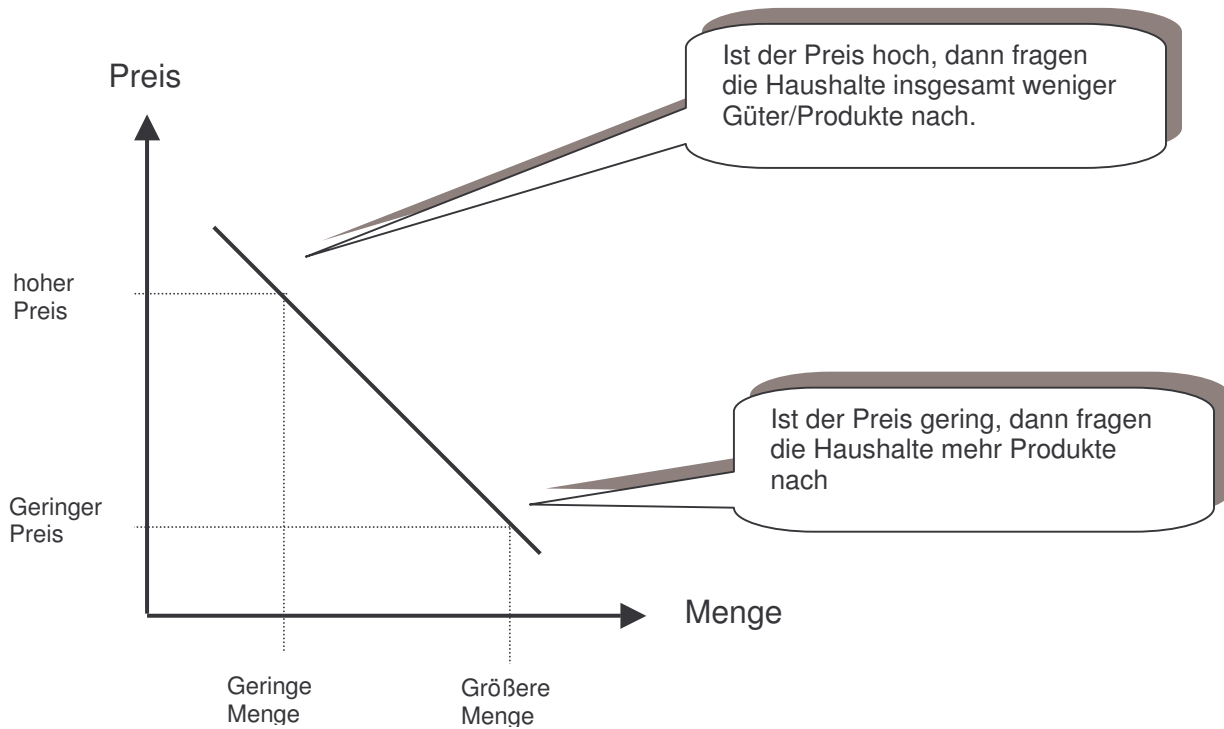 Preis
Ist der Preis hoch, dann fragen
die Haushalte insgesamt weniger
Güter/Produkte nach.
hoher
Preis
Ist der Preis gering, dann fragen
die Haushalte mehr Produkte
nach
Geringer
Preis
Menge
Geringe
Menge
Größere
Menge